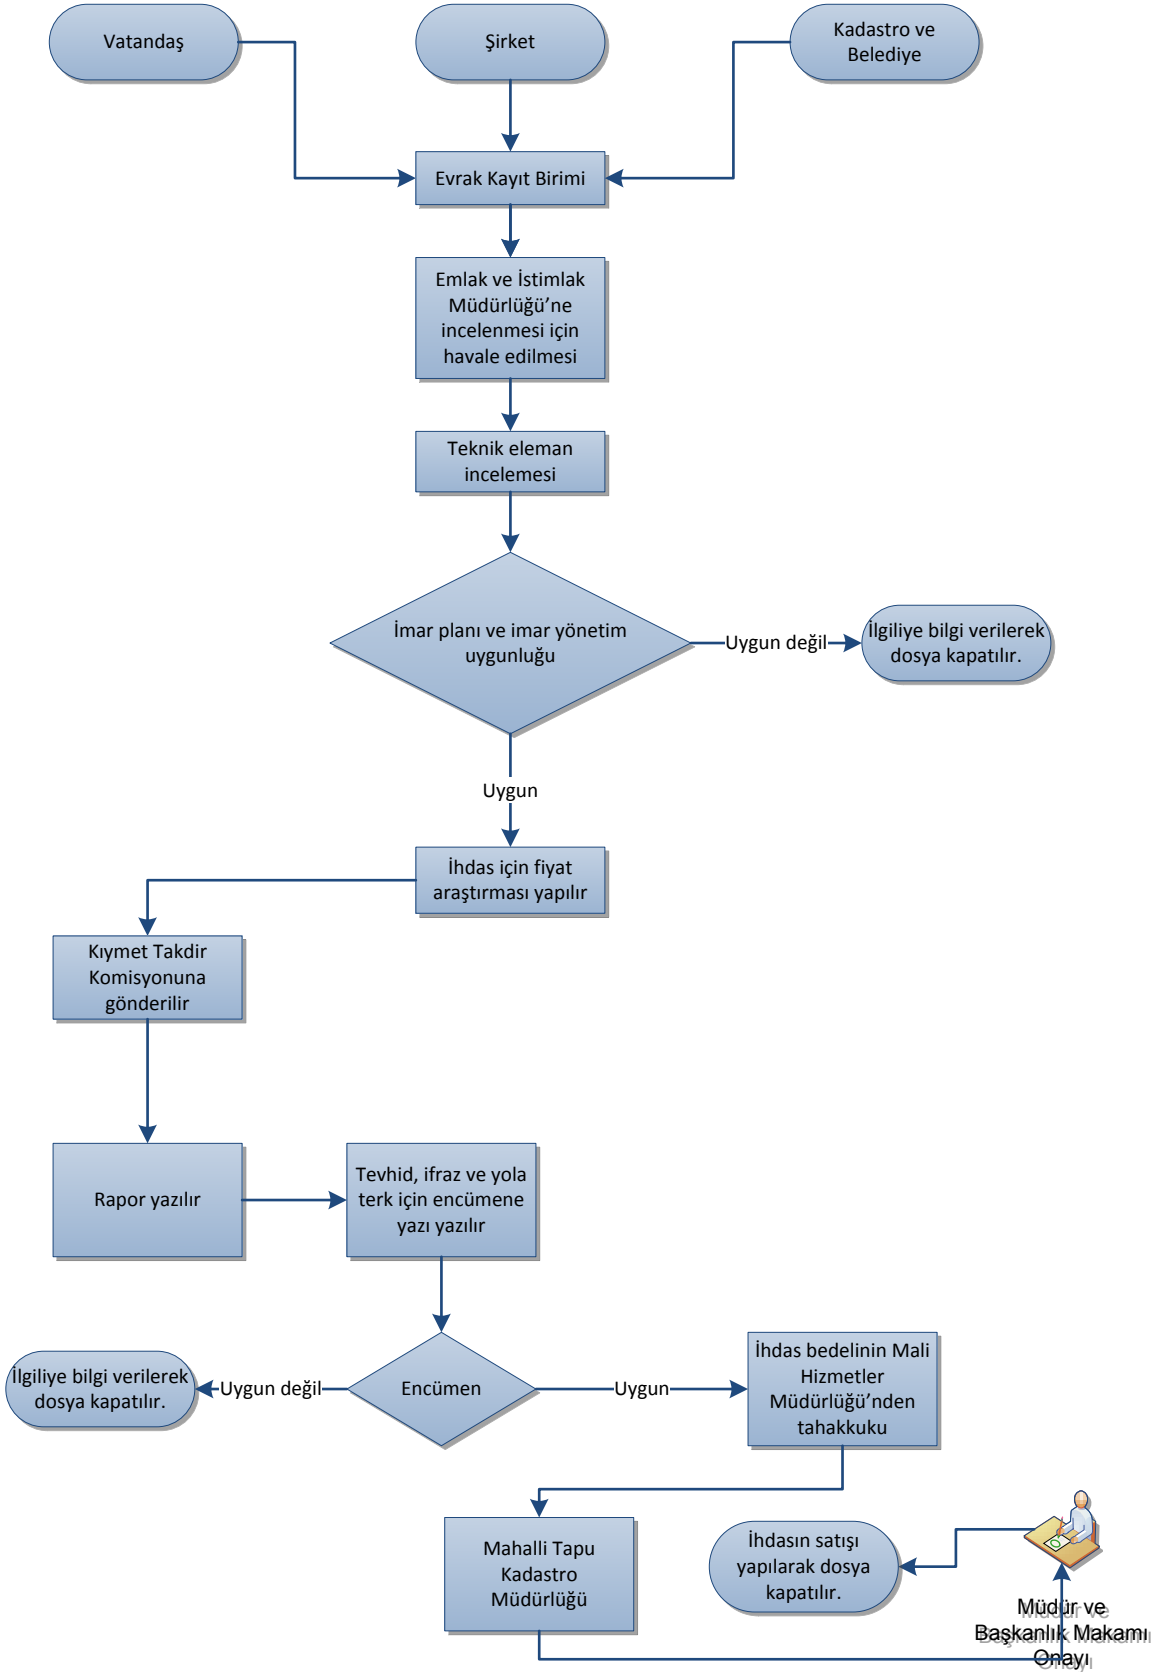 Vatandaş
Şirket
Kadastro ve
Belediye
Evrak Kayıt Birimi
Emlak ve İstimlak
Müdürlüğü’ne
incelenmesi için
havale edilmesi
Teknik eleman
incelemesi
İmar planı ve imar yönetim
uygunluğu
Uygun değil
İlgiliye bilgi verilerek
dosya kapatılır.
Uygun
İhdas için fiyat
araştırması yapılır
Kıymet Takdir
Komisyonuna
gönderilir
Rapor yazılır
Tevhid, ifraz ve yola
terk için encümene
yazı yazılır
İlgiliye bilgi verilerek
dosya kapatılır.
Uygun değil
Encümen
Uygun
İhdas bedelinin Mali
Hizmetler
Müdürlüğü’nden
tahakkuku
Mahalli Tapu
Kadastro
Müdürlüğü
İhdasın satışı
yapılarak dosya
kapatılır.
Müdür ve
Başkanlık Makamı
Onayı